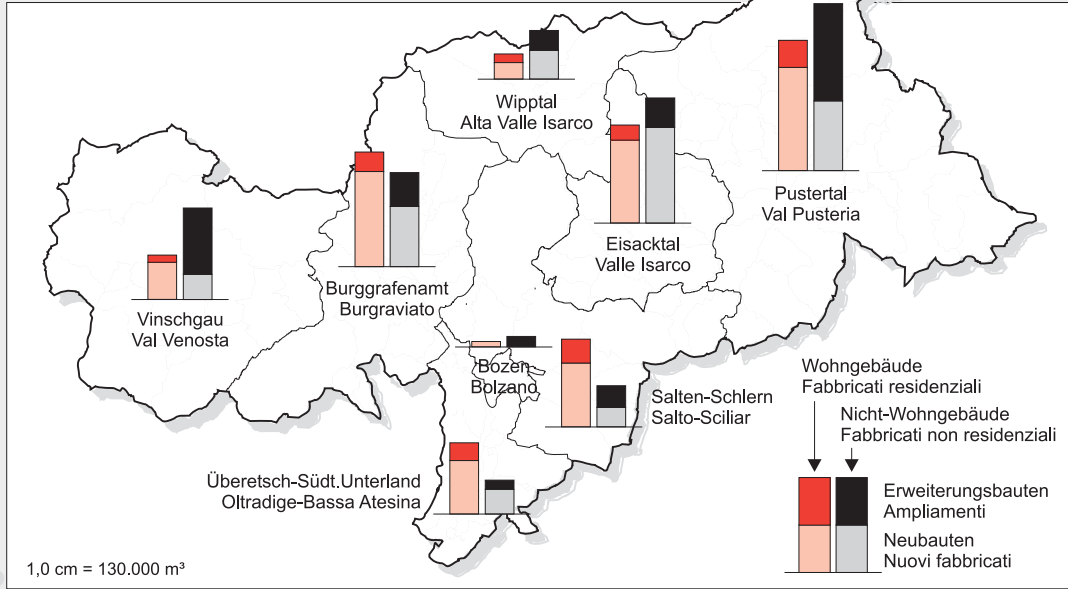 Wipptal
Alta Valle Isarco
Pustertal
Val Pusteria
Eisacktal
Valle Isarco
Burggrafenamt
Burgraviato
Vinschgau
Val Venosta
Bozen
Bolzano
Salten-Schlern
Salto-Sciliar
Überetsch-Südt.Unterland
Oltradige-Bassa Atesina
Wohngebäude
Fabbricati residenziali
Nicht-Wohngebäude
Fabbricati non residenziali
Erweiterungsbauten
Ampliamenti
Neubauten
Nuovi fabbricati
1,0 cm = 130.000 m³